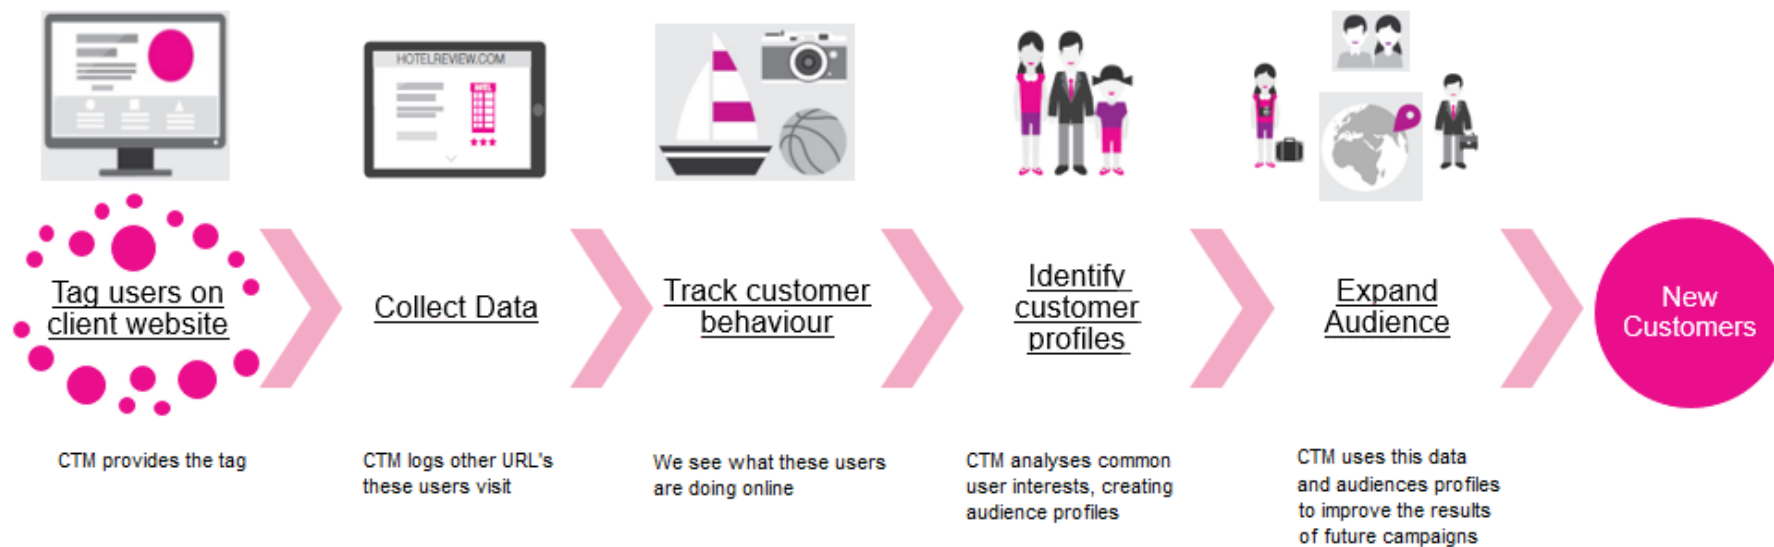 HOTELREVIEW.COM
Tag users on
client website
Collect Data
Track customer
behaviour
Identify
customer
profiles
Expand
Audience
New
Customers
CTM provides the tag
CTM logs other URL's
these users visit
We see what these users
are doing online
CTM analyses common
user interests, creating
audience profiles
CTM uses this data
and audiences profiles
to improve the results
of future campaigns